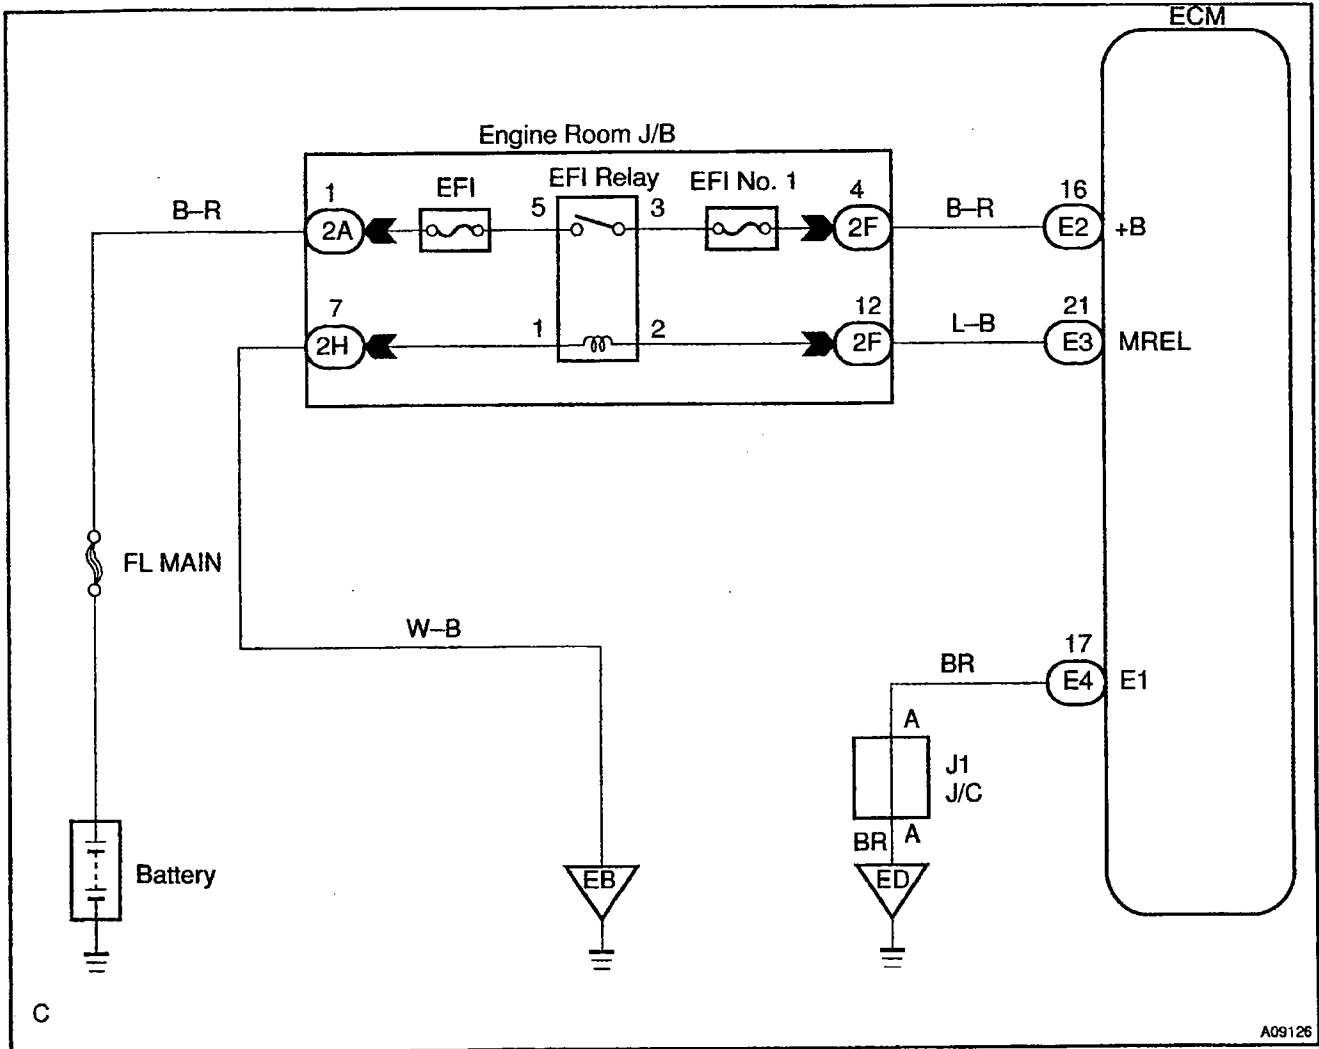 ECM
Engine Room J/B
1
EFI
EFI Relay
EFI No. 1
4
16
B–R
5
3
B–R
2A
2F
E2
+B
7
12
21
1
2
L–B
2H
2F
E3
MREL
FL MAIN
W–B
17
BR
E4
E1
A
J1
J/C
BR
A
Battery
EB
ED
C
A09126